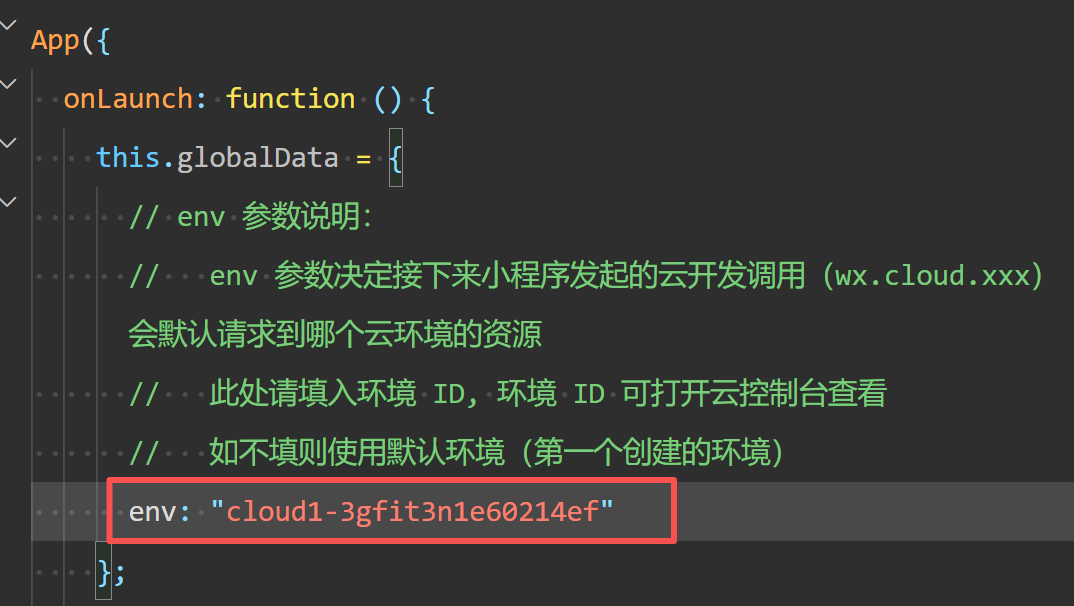 App({
onLaunch: function () {
this.globalData = {
// env 参数说明:
// env 参数决定接下来小程序发起的云开发调用（wx.cloud.xxx）
会默认请求到哪个云环境的资源
// 此处请填入环境 ID, 环境 ID 可打开云控制台查看
// 如不填则使用默认环境（第一个创建的环境）
env: "cloud1-3gfit3n1e60214ef"
};